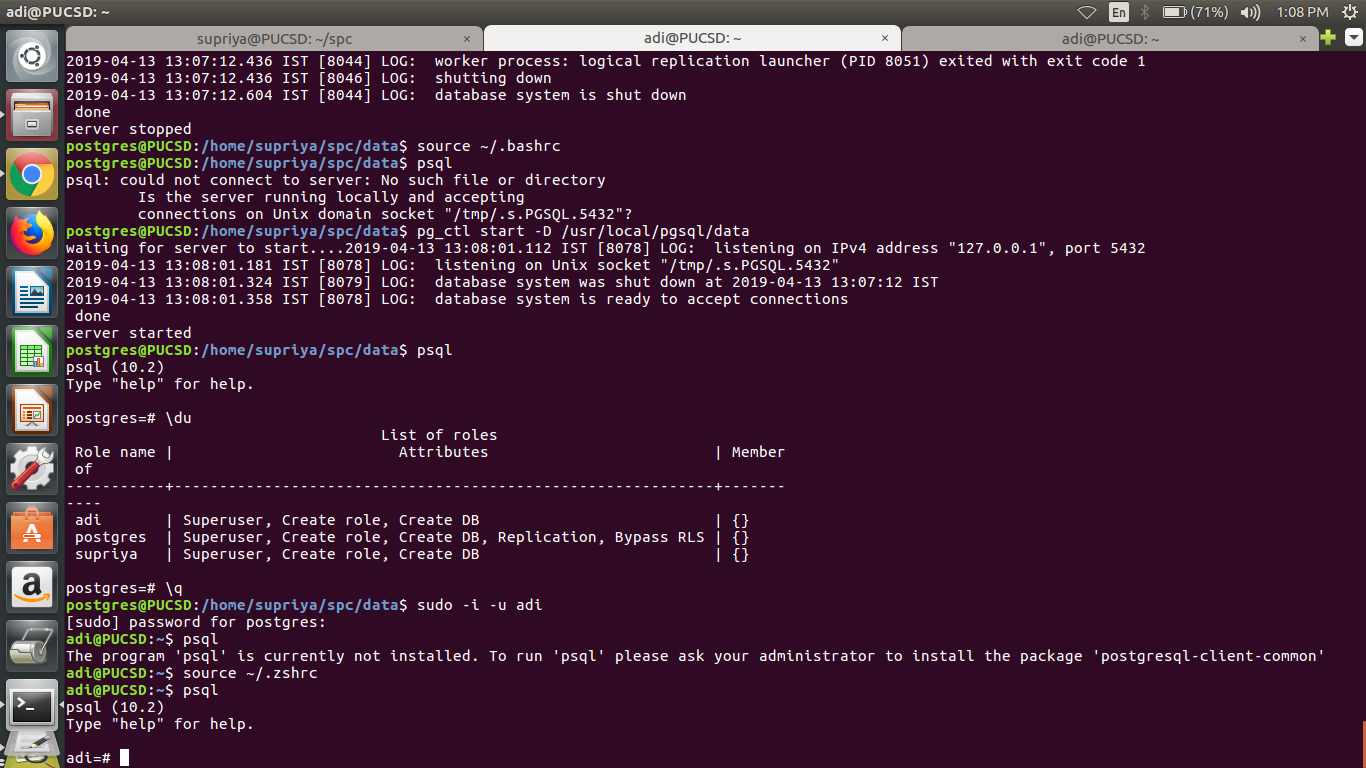 adi@PUCSD: ~
En
(71%)
1:08 PM
supriya@PUCSD: ~/spc × adi@PUCSD: ~ × adi@PUCSD: ~ ×
2019-04-13 13:07:12.436 IST [8044] LOG:  worker process: logical replication launcher (PID 8051) exited with exit code 1
2019-04-13 13:07:12.436 IST [8046] LOG:  shutting down
2019-04-13 13:07:12.604 IST [8044] LOG:  database system is shut down
 done
server stopped
postgres@PUCSD:/home/supriya/spc/data$ source ~/.bashrc
postgres@PUCSD:/home/supriya/spc/data$ psql
psql: could not connect to server: No such file or directory
        Is the server running locally and accepting
        connections on Unix domain socket "/tmp/.s.PGSQL.5432"?
postgres@PUCSD:/home/supriya/spc/data$ pg_ctl start -D /usr/local/pgsql/data
waiting for server to start....2019-04-13 13:08:01.112 IST [8078] LOG:  listening on IPv4 address "127.0.0.1", port 5432
2019-04-13 13:08:01.181 IST [8078] LOG:  listening on Unix socket "/tmp/.s.PGSQL.5432"
2019-04-13 13:08:01.324 IST [8079] LOG:  database system was shut down at 2019-04-13 13:07:12 IST
2019-04-13 13:08:01.358 IST [8078] LOG:  database system is ready to accept connections
 done
server started
postgres@PUCSD:/home/supriya/spc/data$ psql
psql (10.2)
Type "help" for help.
postgres=# \du
                                   List of roles
 Role name |                         Attributes                         | Member
 of
-----------+------------------------------------------------------------+-------
----
 adi       | Superuser, Create role, Create DB                          | {}
 postgres  | Superuser, Create role, Create DB, Replication, Bypass RLS | {}
 supriya   | Superuser, Create role, Create DB                          | {}
postgres=# \q
postgres@PUCSD:/home/supriya/spc/data$ sudo -i -u adi
[sudo] password for postgres:
adi@PUCSD:~$ psql
The program 'psql' is currently not installed. To run 'psql' please ask your administrator to install the package 'postgresql-client-common'
adi@PUCSD:~$ source ~/.zshrc
adi@PUCSD:~$ psql
psql (10.2)
Type "help" for help.
adi=#